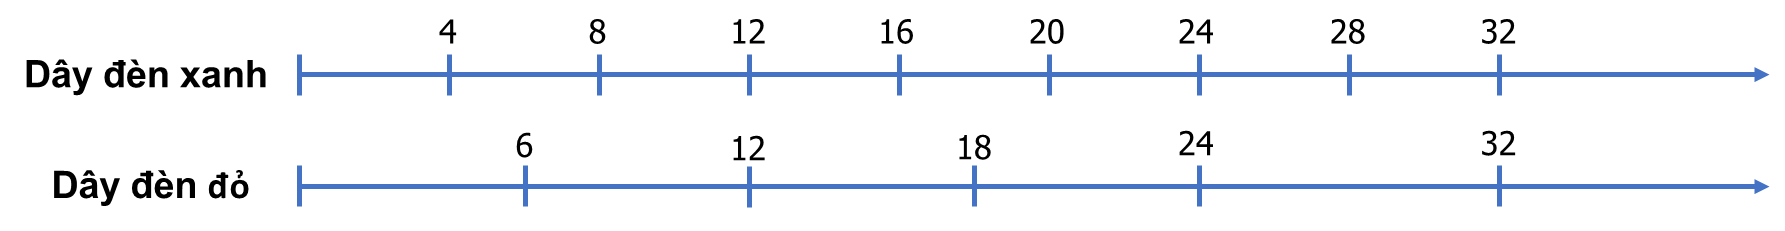 4 8 12 16 20 24 28 32
Dây đèn xanh
6 12 18 24 32
Dây đèn đỏ